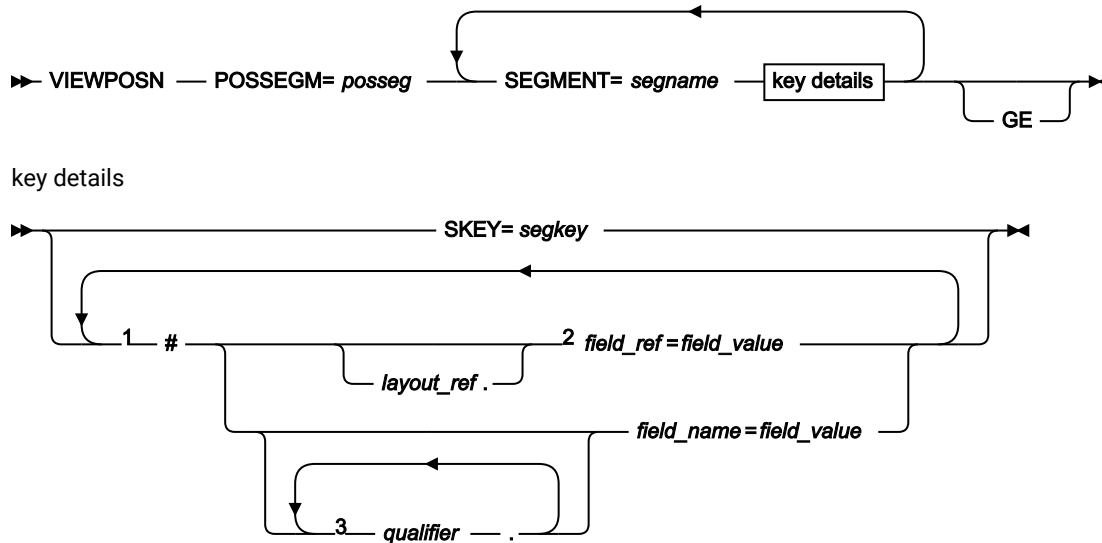 VIEWPOSN POSSEGM= posseg SEGMENT= segname key details
GE
key details
SKEY= segkey
1 # 2 field_ref=field_value
layout_ref .
field_name=field_value
3 qualifier .